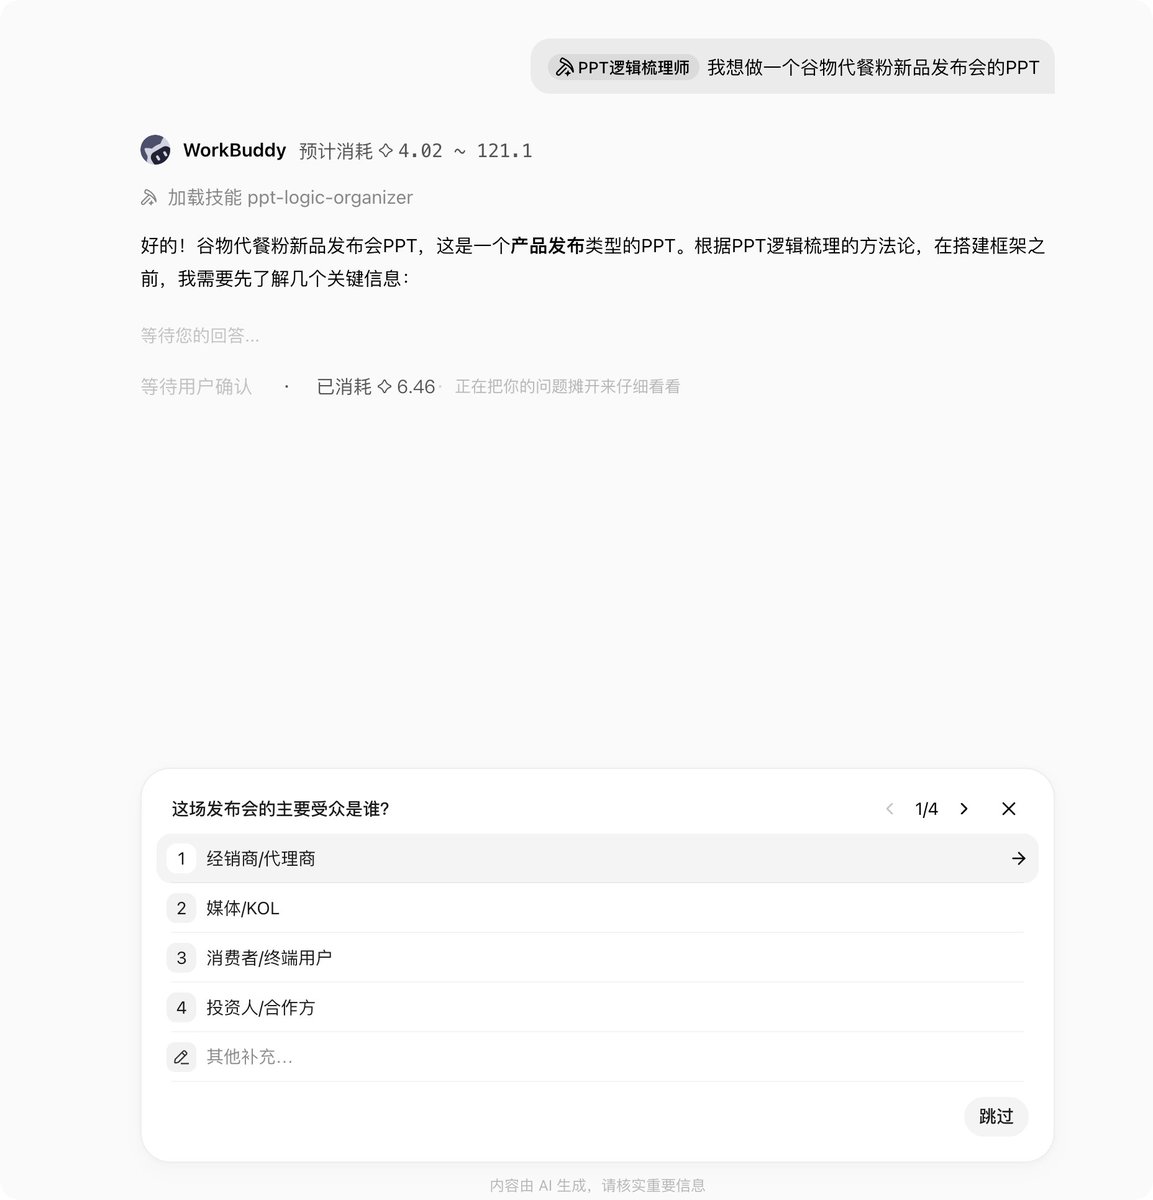 PPT逻辑梳理师 我想做一个谷物代餐粉新品发布会的PPT
WorkBuddy 预计消耗 4.02 ~ 121.1
加载技能 ppt-logic-organizer
好的！谷物代餐粉新品发布会PPT，这是一个产品发布类型的PPT。根据PPT逻辑梳理的方法论，在搭建框架之
前，我需要先了解几个关键信息：
等待您的回答...
等待用户确认 · 已消耗 6.46 · 正在把你的问题摊开来仔细看看
这场发布会的主要受众是谁? 1/4
1 经销商/代理商
2 媒体/KOL
3 消费者/终端用户
4 投资人/合作方
其他补充...
跳过
内容由 AI 生成，请核实重要信息